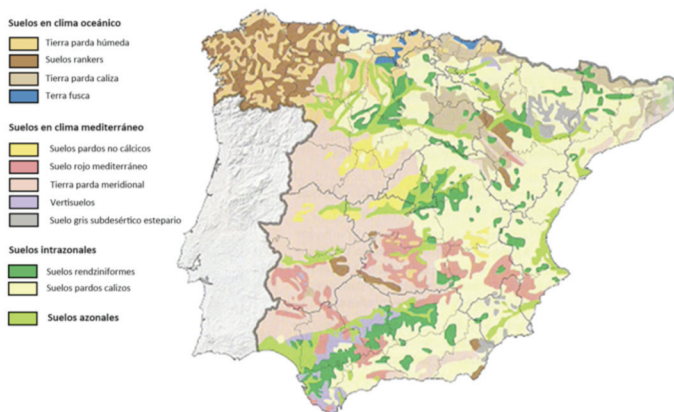 Suelos en clima oceánico
Tierra parda húmeda
Suelos rankers
Tierra parda caliza
Terra fusca
Suelos en clima mediterráneo
Suelos pardos no cálcicos
Suelo rojo mediterráneo
Tierra parda meridional
Vertisuelos
Suelo gris subdesértico estepario
Suelos intrazonales
Suelos rendziniformes
Suelos pardos calizos
Suelos azonales